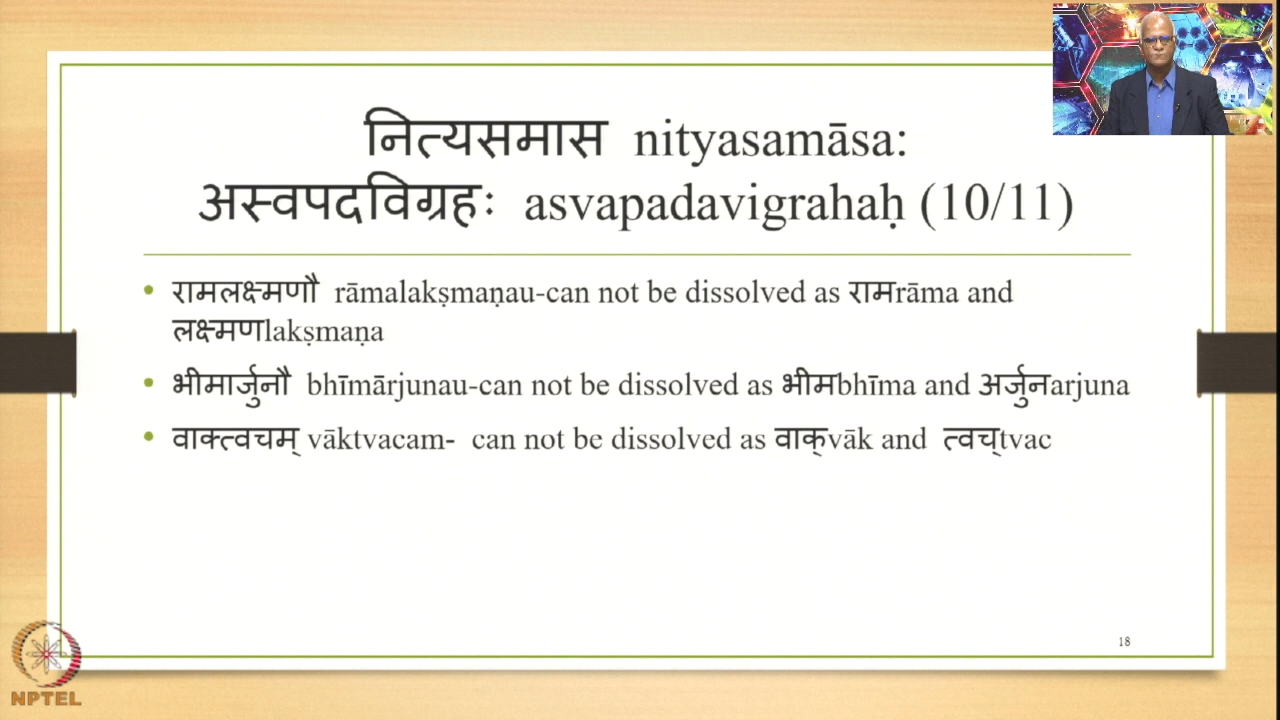 नित्यसमास nityasamāsa:
अस्वपदविग्रहः asvapadavigrahaḥ (10/11)
• रामलक्ष्मणौ rāmalakṣmaṇau-can not be dissolved as रामrāma and
लक्ष्मणlakṣmaṇa
• भीमार्जुनौ bhīmārjunau-can not be dissolved as भीमbhīma and अर्जुनarjuna
• वाक्त्वचम् vāktvacam- can not be dissolved as वाक्vāk and त्वच्tvac
18
NPTEL